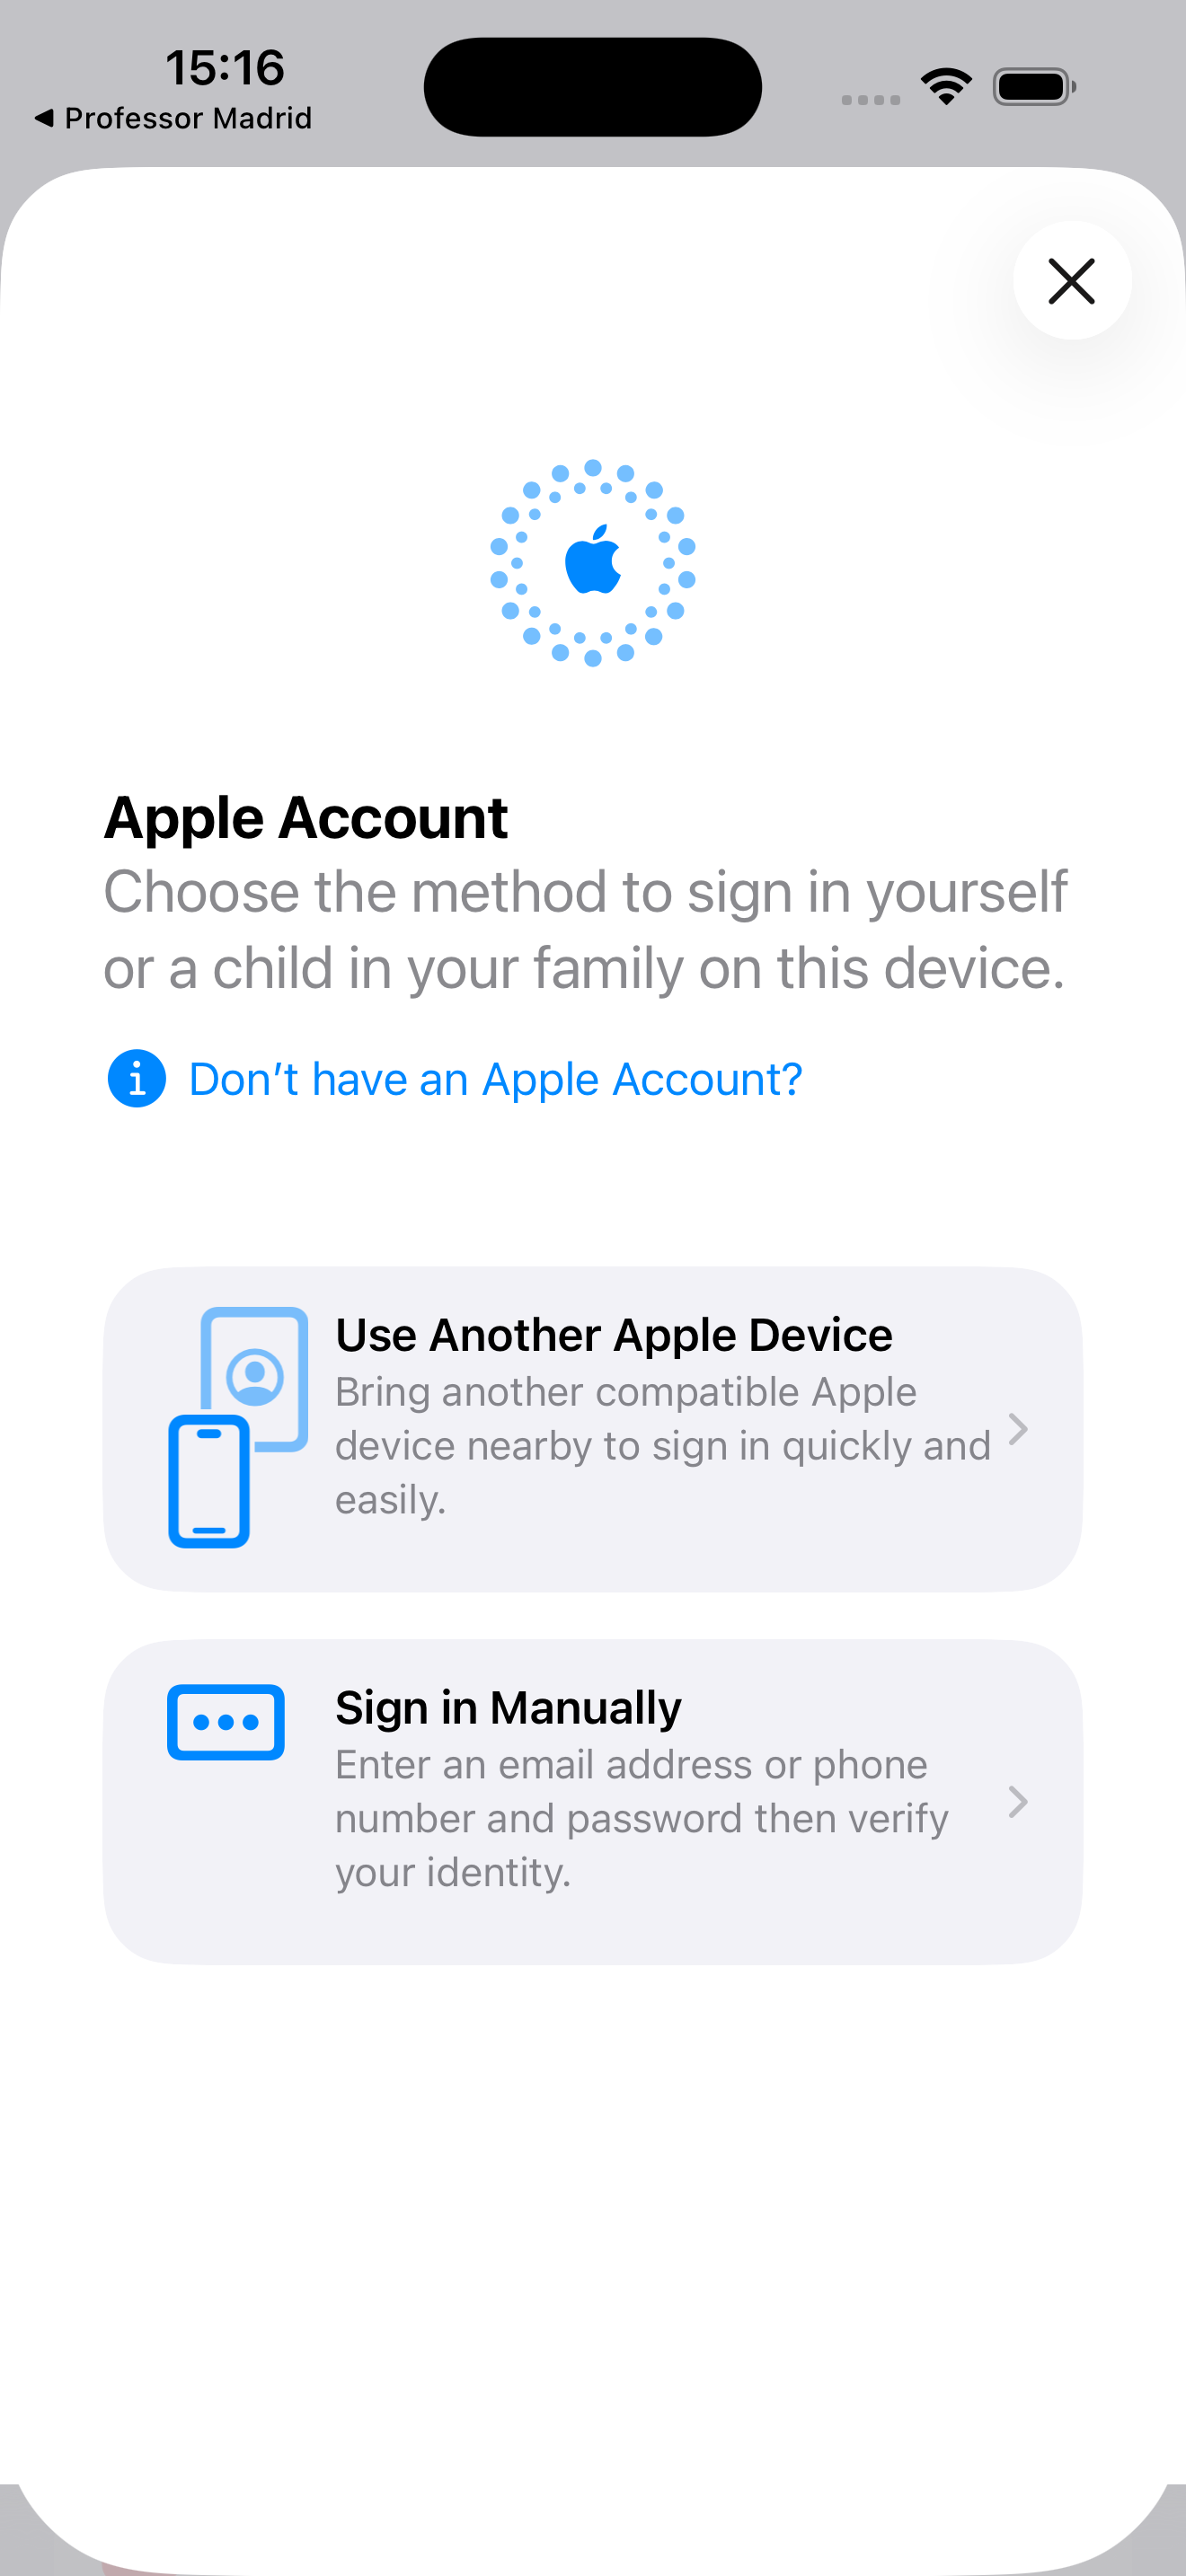 15:16
◀ Professor Madrid
Apple Account
Choose the method to sign in yourself
or a child in your family on this device.
Don’t have an Apple Account?
Use Another Apple Device
Bring another compatible Apple
device nearby to sign in quickly and
easily.
Sign in Manually
Enter an email address or phone
number and password then verify
your identity.